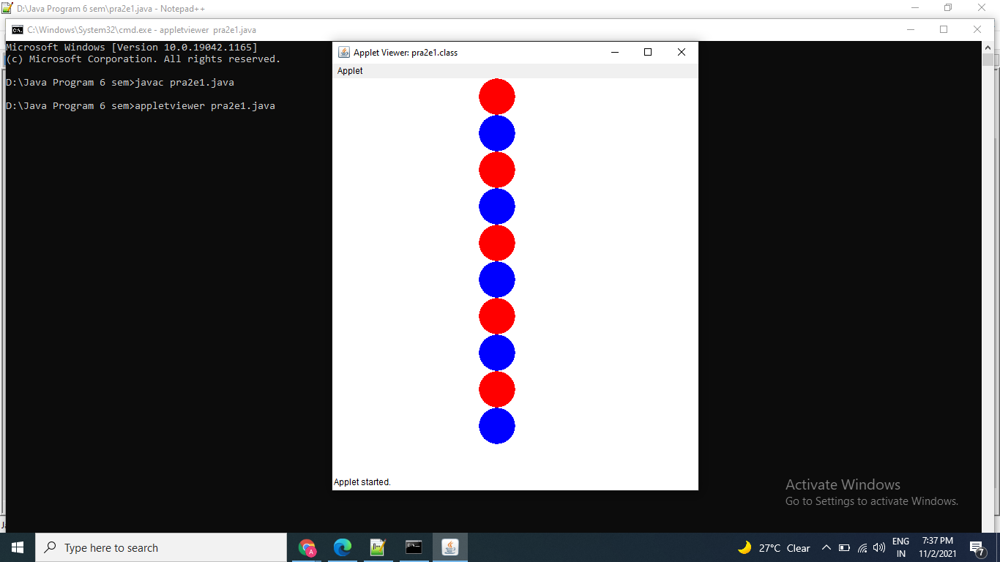 D:\Java Program 6 sem\pra2e1.java - Notepad++
C:\Windows\System32\cmd.exe - appletviewer  pra2e1.java
Microsoft Windows [Version 10.0.19042.1165]
(c) Microsoft Corporation. All rights reserved.
D:\Java Program 6 sem>javac pra2e1.java
D:\Java Program 6 sem>appletviewer pra2e1.java
Applet Viewer: pra2e1.class
Applet
Applet started.
Activate Windows
Go to Settings to activate Windows.
Type here to search
A
27°C Clear
ENG
IN
7:37 PM
11/2/2021
7